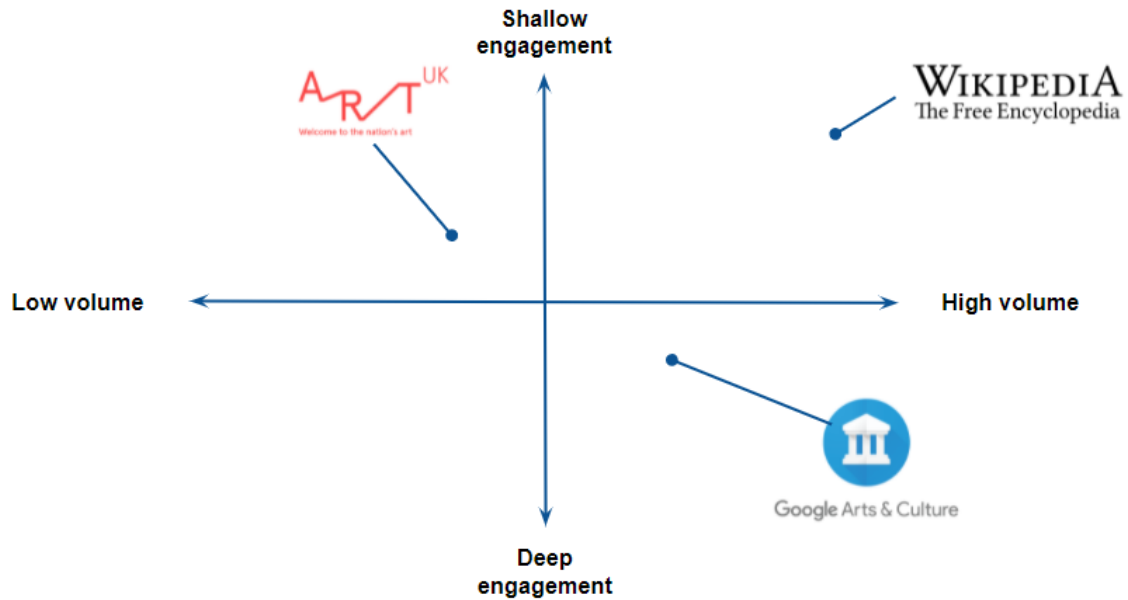 Shallow
engagement
ART UK
Welcome to the nation's art
WIKIPEDIA
The Free Encyclopedia
Low volume
High volume
Google Arts & Culture
Deep
engagement